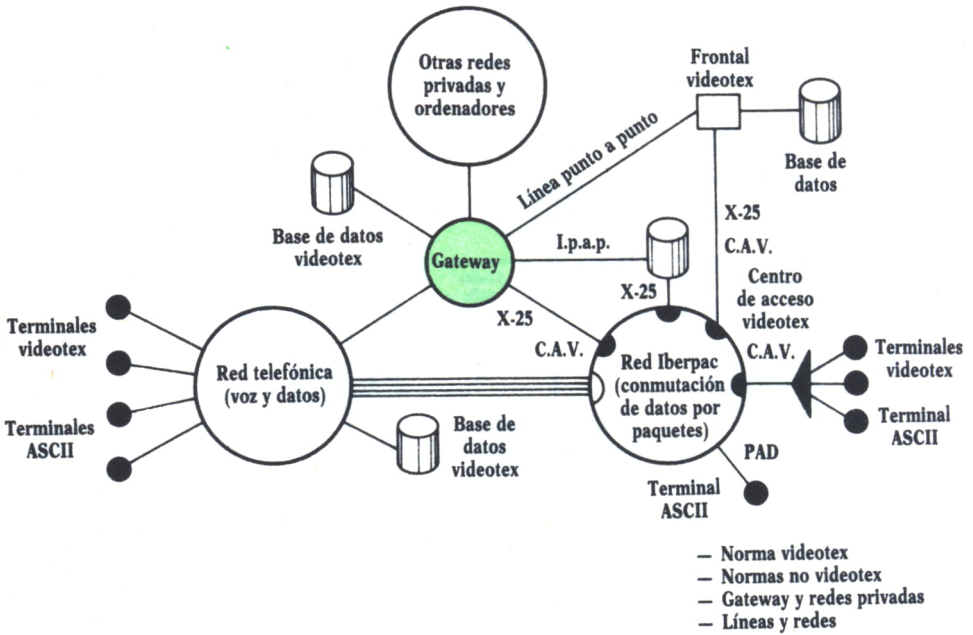 Otras redes
privadas y
ordenadores
Frontal
videotex
Línea punto a punto
Base de
datos
Base de datos
videotex
Gateway
I.p.a.p.
X-25
C.A.V.
X-25
Centro
de acceso
videotex
X-25
C.A.V.
C.A.V.
Terminales
videotex
Terminales
ASCII
Red telefónica
(voz y datos)
Red Iberpac
(conmutación
de datos por
paquetes)
Terminales
videotex
Terminal
ASCII
Base de
datos
videotex
PAD
Terminal
ASCII
— Norma videotex
— Normas no videotex
— Gateway y redes privadas
— Líneas y redes